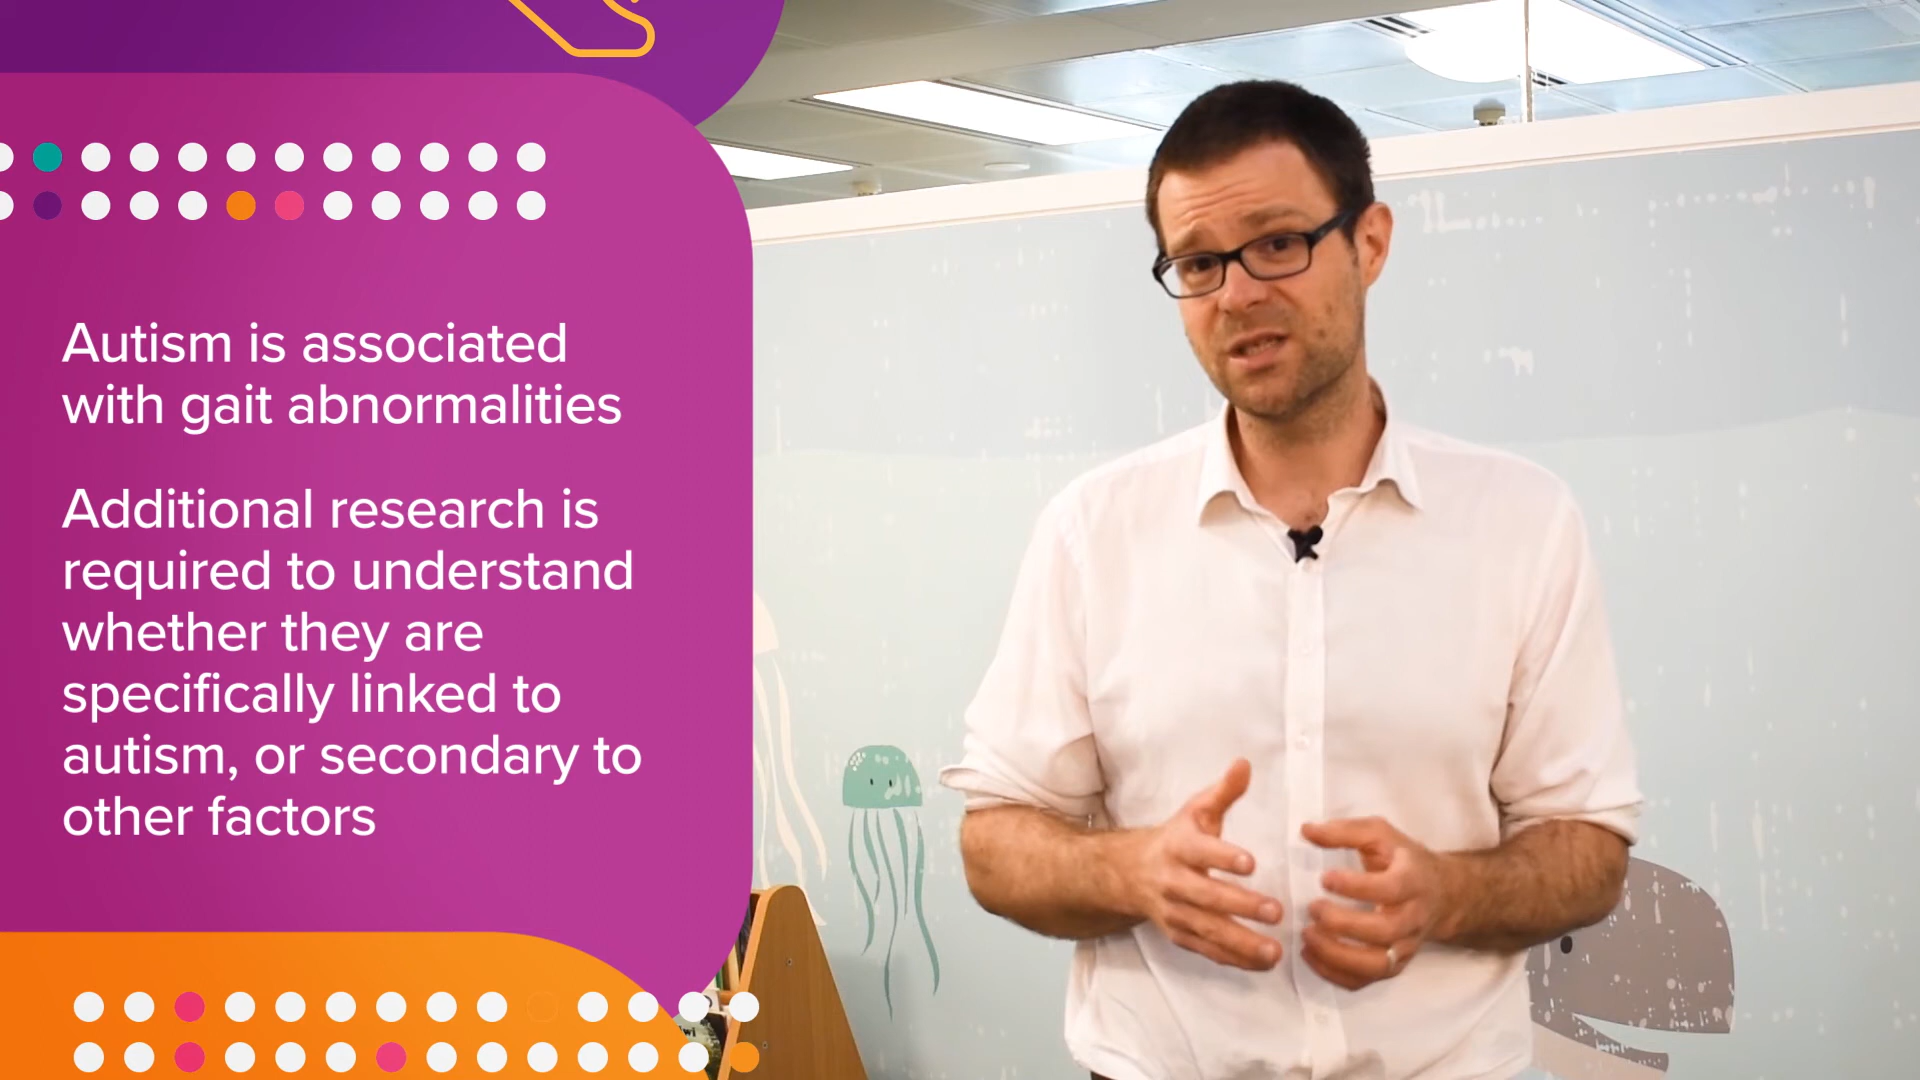 Autism is associated
with gait abnormalities
Additional research is
required to understand
whether they are
specifically linked to
autism, or secondary to
other factors